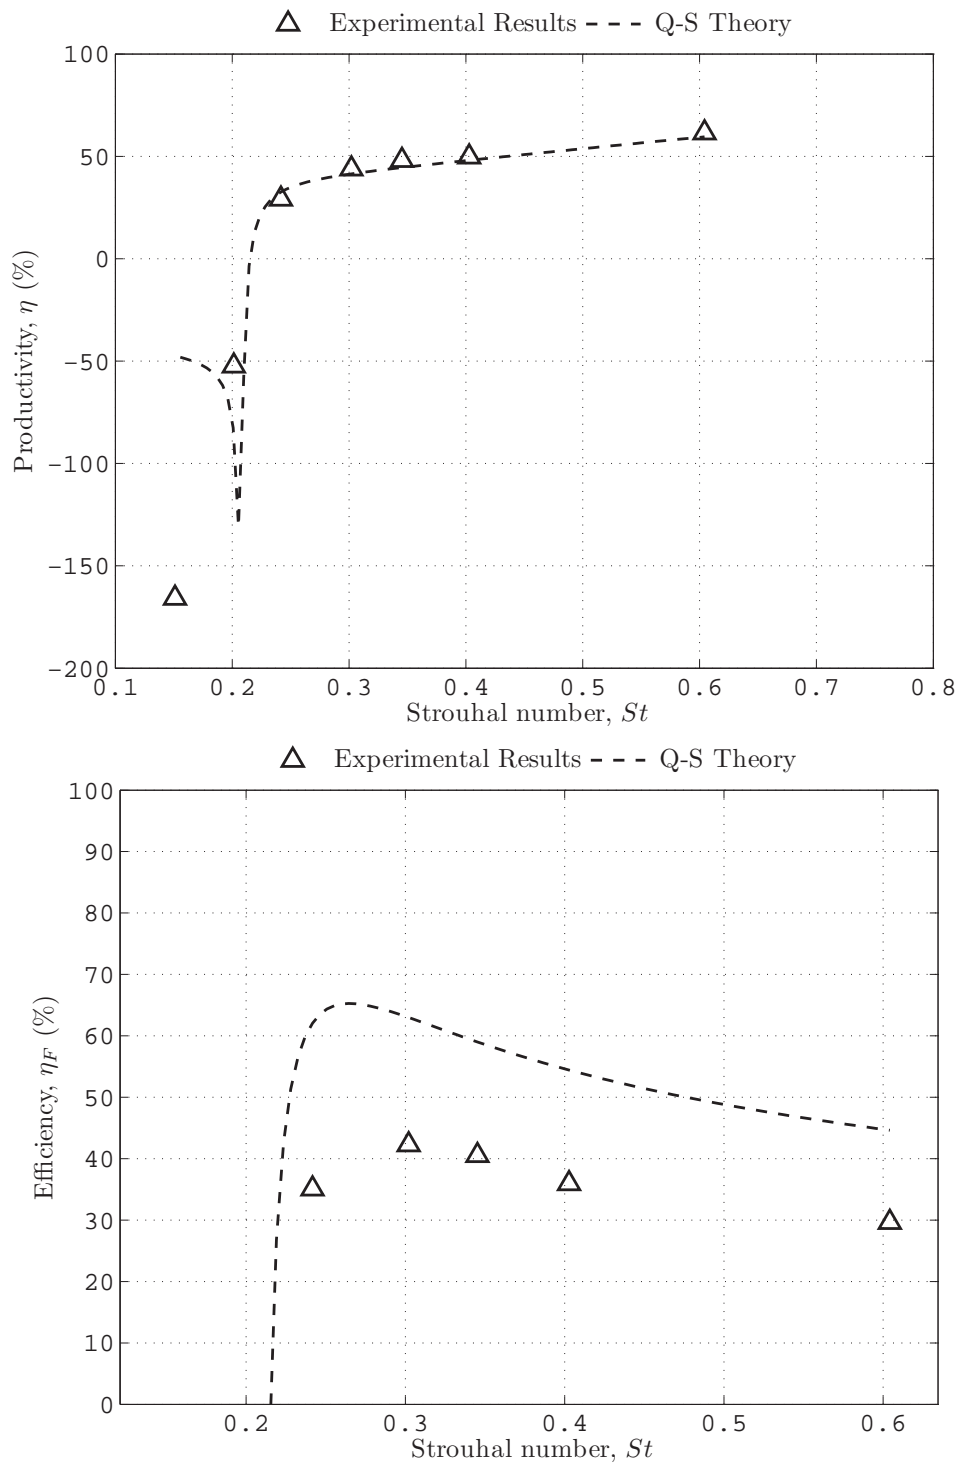 Experimental Results Q-S Theory
100
50
0
−50
−100
−150
−200
Productivity, η (%)
0.1 0.2 0.3 0.4 0.5 0.6 0.7 0.8
Strouhal number, St
Experimental Results Q-S Theory
100
90
80
70
60
50
40
30
20
10
0
Efficiency, η_F (%)
0.2 0.3 0.4 0.5 0.6
Strouhal number, St